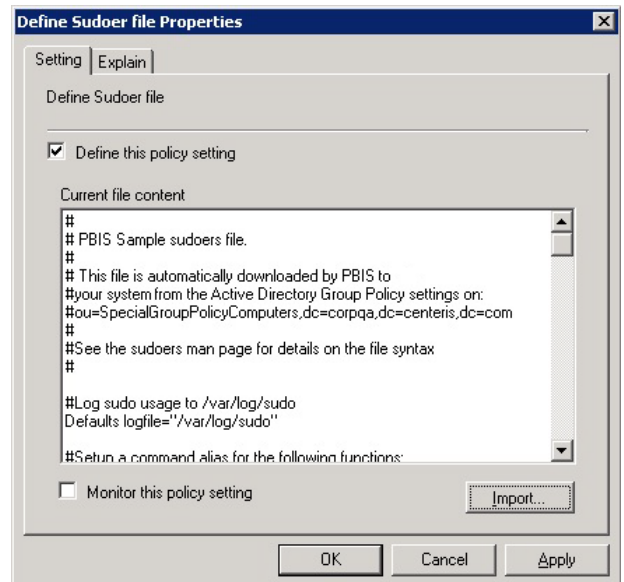 Define Sudoer file Properties
Setting
Explain
Define Sudoer file
Define this policy setting
Current file content
#
# PBIS Sample sudoers file.
#
# This file is automatically downloaded by PBIS to
#your system from the Active Directory Group Policy settings on:
#ou=SpecialGroupPolicyComputers,dc=corpqa,dc=centeris,dc=com
#
#See the sudoers man page for details on the file syntax
#
#Log sudo usage to /var/log/sudo
Defaults logfile="/var/log/sudo"
#Setup a command alias for the following functions:
Monitor this policy setting
Import...
OK
Cancel
Apply